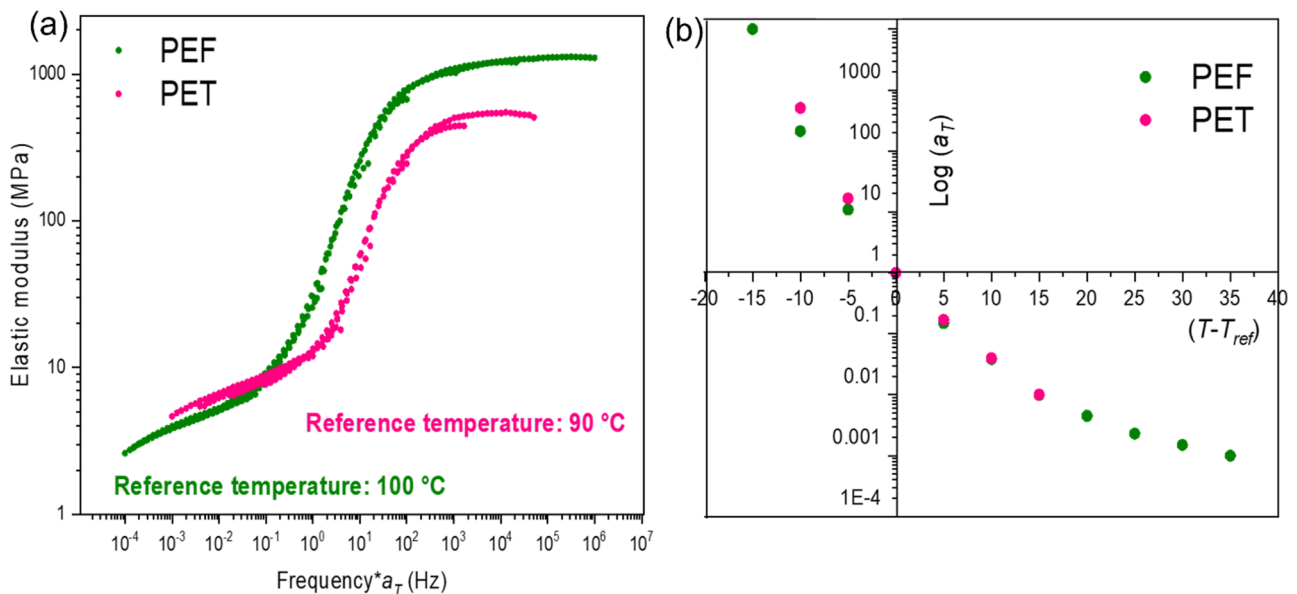 (a)
PEF
PET
1000
100
10
1
Elastic modulus (MPa)
Reference temperature: 90 °C
Reference temperature: 100 °C
10⁻⁴ 10⁻³ 10⁻² 10⁻¹ 10⁰ 10¹ 10² 10³ 10⁴ 10⁵ 10⁶ 10⁷
Frequency*a_T (Hz)
(b)
PEF
PET
1000
100
10
1
Log (a_T)
-20 -15 -10 -5 0 5 10 15 20 25 30 35 40
(T-T_ref)
0.1
0.01
0.001
1E-4